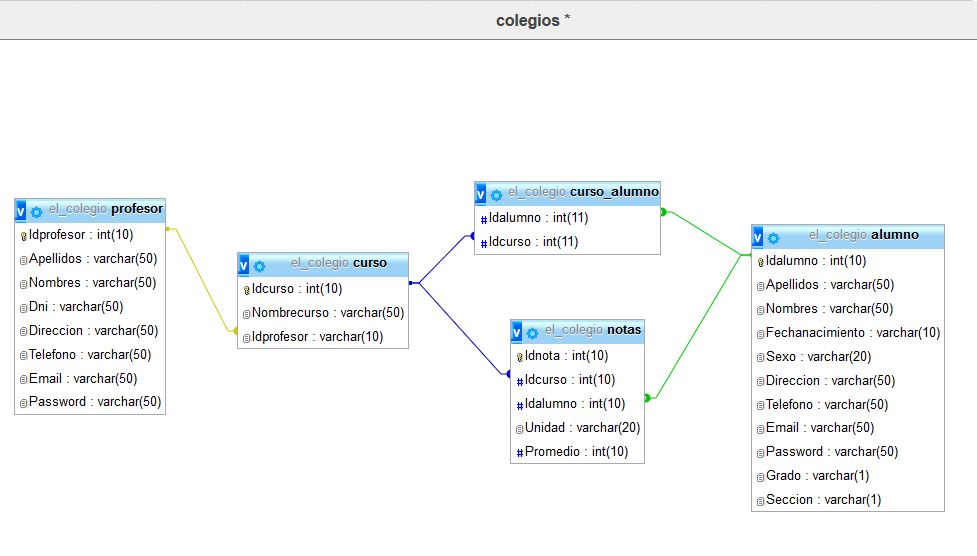 colegios *
el_colegio profesor
Idprofesor : int(10)
Apellidos : varchar(50)
Nombres : varchar(50)
Dni : varchar(50)
Direccion : varchar(50)
Telefono : varchar(50)
Email : varchar(50)
Password : varchar(50)
el_colegio curso
Idcurso : int(10)
Nombrecurso : varchar(50)
Idprofesor : varchar(10)
el_colegio curso_alumno
Idalumno : int(11)
Idcurso : int(11)
el_colegio notas
Idnota : int(10)
Idcurso : int(10)
Idalumno : int(10)
Unidad : varchar(20)
Promedio : int(10)
el_colegio alumno
Idalumno : int(10)
Apellidos : varchar(50)
Nombres : varchar(50)
Fechanacimiento : varchar(10)
Sexo : varchar(20)
Direccion : varchar(50)
Telefono : varchar(50)
Email : varchar(50)
Password : varchar(50)
Grado : varchar(1)
Seccion : varchar(1)